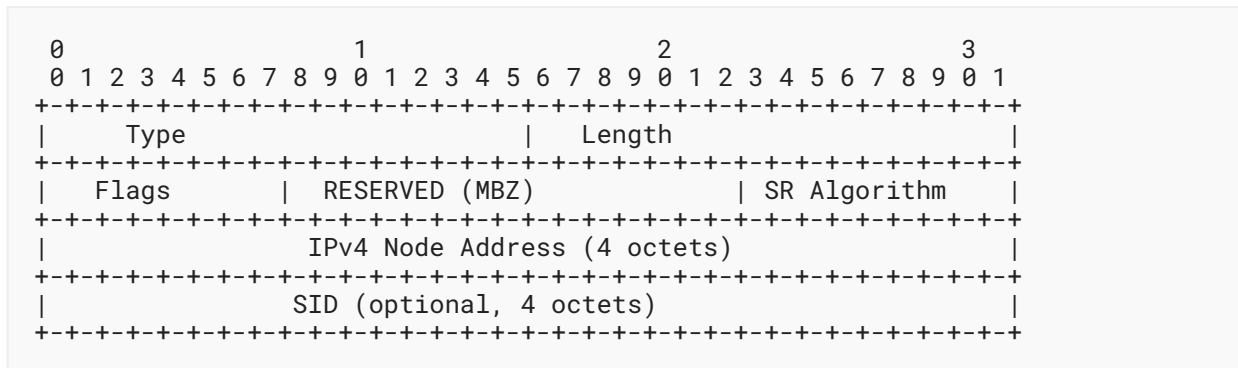 0                   1                   2                   3
 0 1 2 3 4 5 6 7 8 9 0 1 2 3 4 5 6 7 8 9 0 1 2 3 4 5 6 7 8 9 0 1
+-+-+-+-+-+-+-+-+-+-+-+-+-+-+-+-+-+-+-+-+-+-+-+-+-+-+-+-+-+-+-+-+
|     Type                      |   Length                      |
+-+-+-+-+-+-+-+-+-+-+-+-+-+-+-+-+-+-+-+-+-+-+-+-+-+-+-+-+-+-+-+-+
|   Flags       |  RESERVED (MBZ)             | SR Algorithm    |
+-+-+-+-+-+-+-+-+-+-+-+-+-+-+-+-+-+-+-+-+-+-+-+-+-+-+-+-+-+-+-+-+
|                 IPv4 Node Address (4 octets)                  |
+-+-+-+-+-+-+-+-+-+-+-+-+-+-+-+-+-+-+-+-+-+-+-+-+-+-+-+-+-+-+-+-+
|                SID (optional, 4 octets)                       |
+-+-+-+-+-+-+-+-+-+-+-+-+-+-+-+-+-+-+-+-+-+-+-+-+-+-+-+-+-+-+-+-+